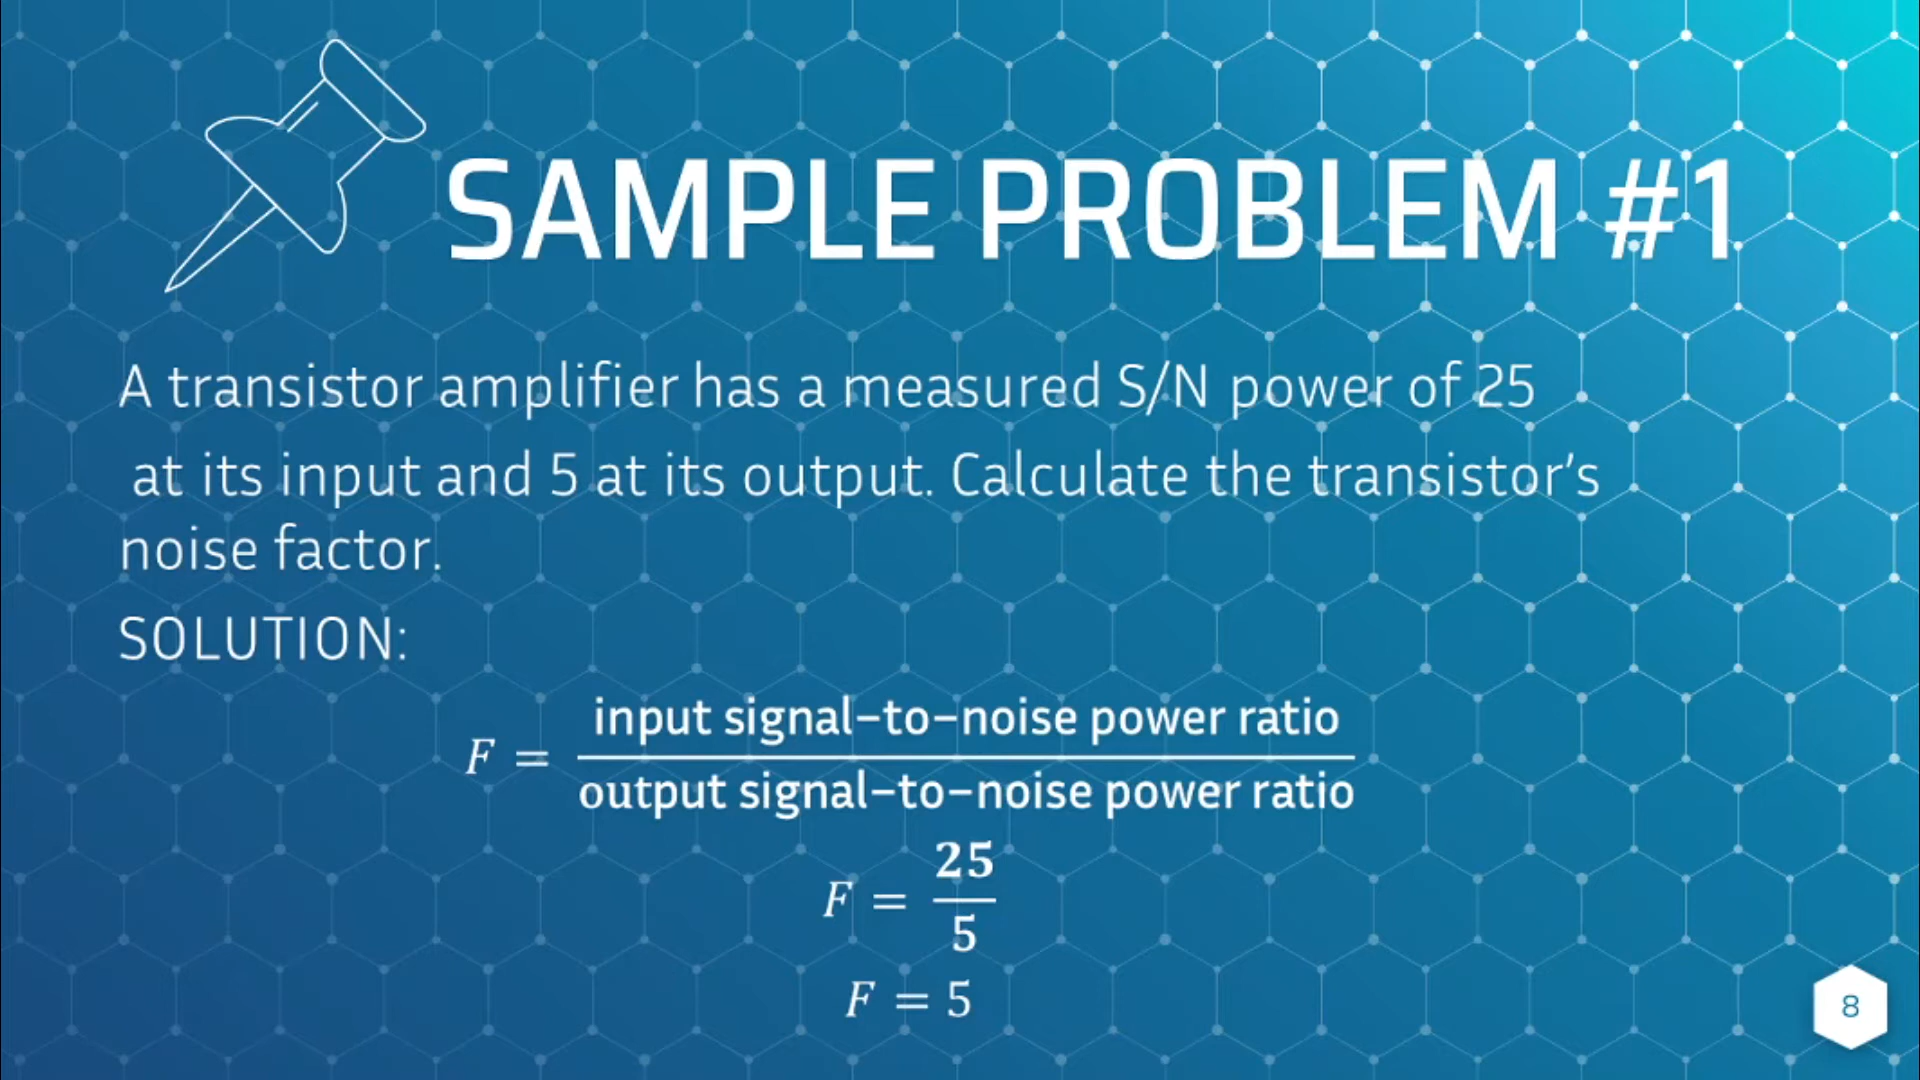 SAMPLE PROBLEM #1
A transistor amplifier has a measured S/N power of 25
at its input and 5 at its output. Calculate the transistor’s
noise factor.
SOLUTION:
F = input signal–to–noise power ratio / output signal–to–noise power ratio
F = 25 / 5
F = 5
8